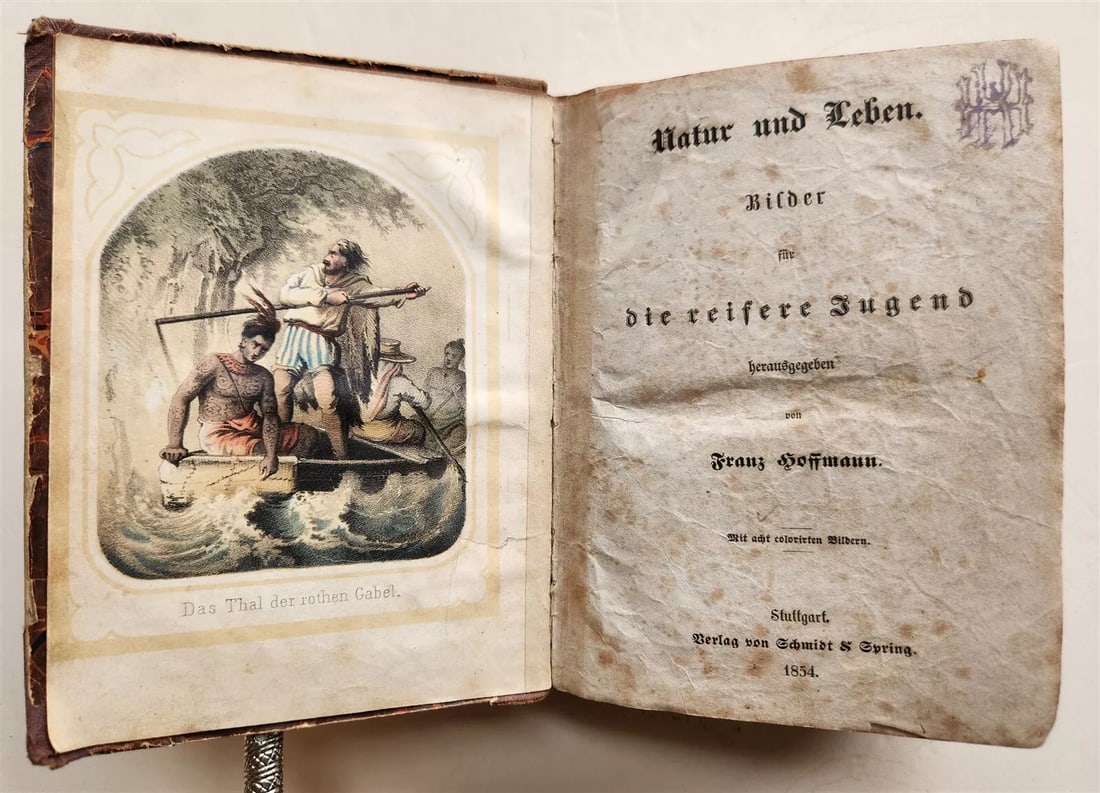 Das Thal der rothen Gabel.
Natur und Leben.
Bilder
für
die reifere Jugend
herausgegeben
von
Franz Hoffmann.
Mit acht colorirten Bildern.
Stuttgart.
Verlag von Schmidt & Spring.
1854.